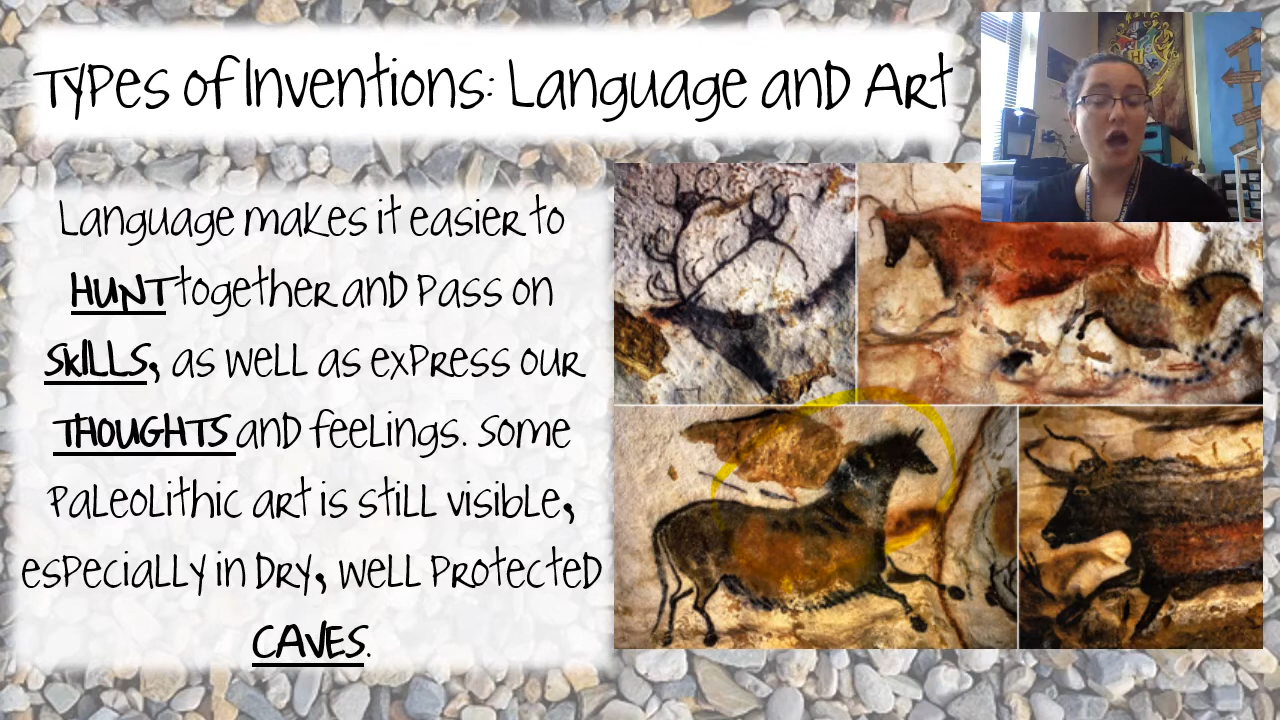 Types of Inventions: Language and Art
Language makes it easier to
HUNT together and pass on
SKILLS, as well as express our
THOUGHTS and feelings. Some
Paleolithic art is still visible,
especially in dry, well protected
CAVES.